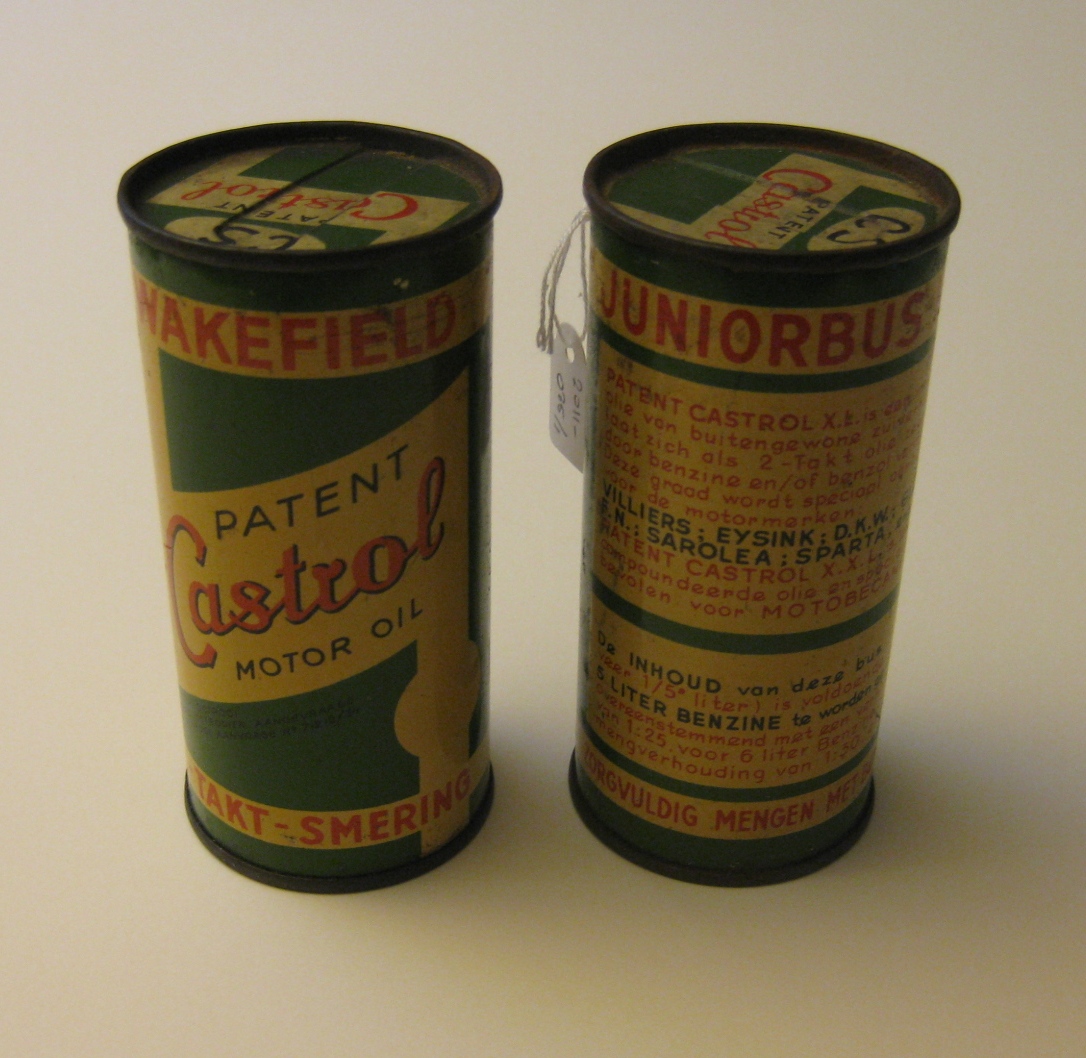 Castrol
PATENT
CS
WAKEFIELD
PATENT
Castrol
MOTOR OIL
TAKT-SMERING
Castrol
PATENT
CS
JUNIORBUS
PATENT CASTROL X.L. is een
olie van buitengewone
laat zich als 2-Takt olie
door benzine en/of benzol
Deze graad wordt speciaal
voor de motormerken:
VILLIERS; EYSINK; D.K.W.;
F.N.; SAROLEA; SPARTA.
PATENT CASTROL X.X.L.
compoundeerde olie en
bevolen voor
De INHOUD van deze bus
1/5e liter) is
5 LITER BENZINE te worden
overeenstemmend met een
van 1:25. voor 6 liter
mengverhouding van 1:30
ZORGVULDIG MENGEN MET
2011-
0264